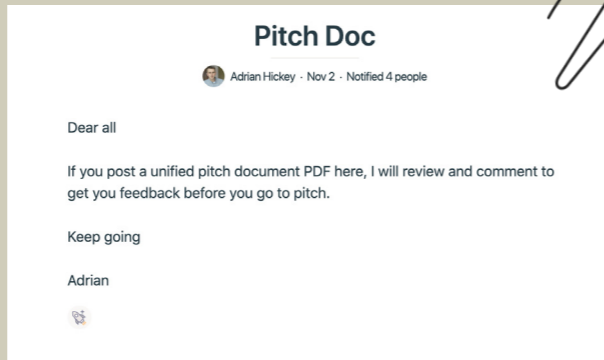 Pitch Doc
Adrian Hickey · Nov 2 · Notified 4 people
Dear all
If you post a unified pitch document PDF here, I will review and comment to
get you feedback before you go to pitch.
Keep going
Adrian